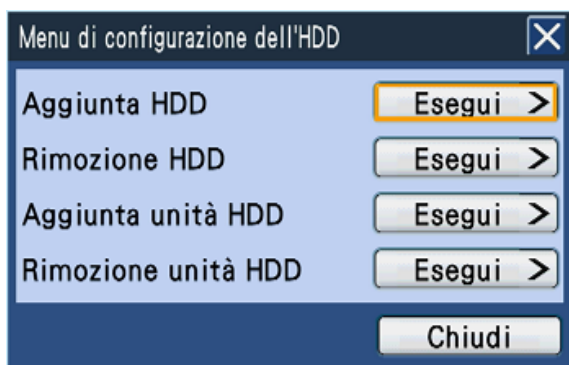 Menu di configurazione dell'HDD
Aggiunta HDD Esegui >
Rimozione HDD Esegui >
Aggiunta unità HDD Esegui >
Rimozione unità HDD Esegui >
Chiudi